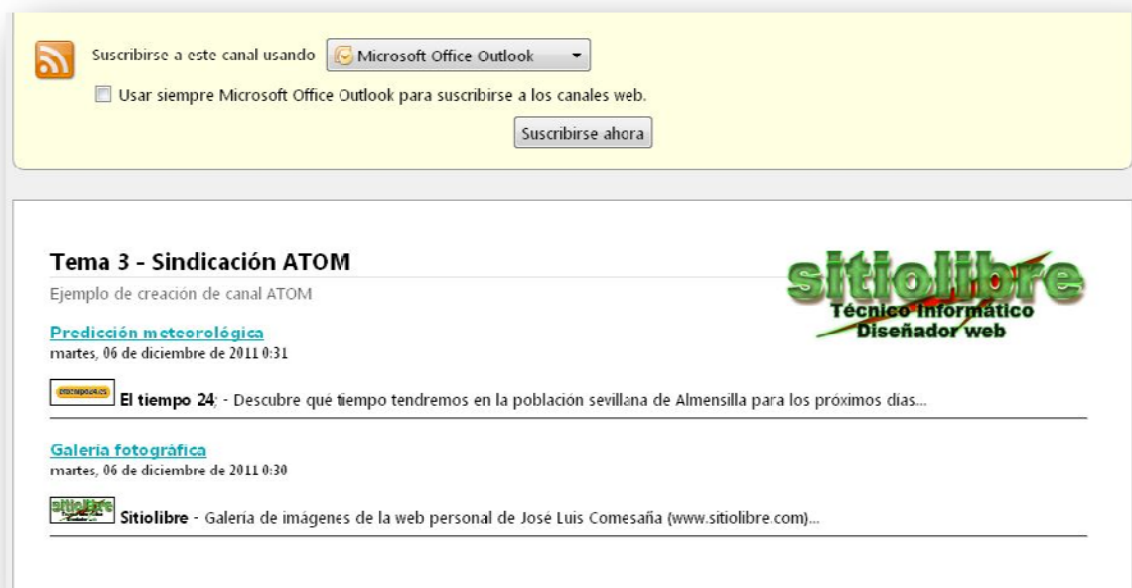 Suscribirse a este canal usando Microsoft Office Outlook
Usar siempre Microsoft Office Outlook para suscribirse a los canales web.
Suscribirse ahora
Tema 3 - Sindicación ATOM
Ejemplo de creación de canal ATOM
sitiolibre
Técnico Informático
Diseñador web
Predicción meteorológica
martes, 06 de diciembre de 2011 0:31
El tiempo 24; - Descubre qué tiempo tendremos en la población sevillana de Almensilla para los próximos días...
Galería fotográfica
martes, 06 de diciembre de 2011 0:30
sitiolibre
Sitiolibre - Galería de imágenes de la web personal de José Luis Comesaña (www.sitiolibre.com)...